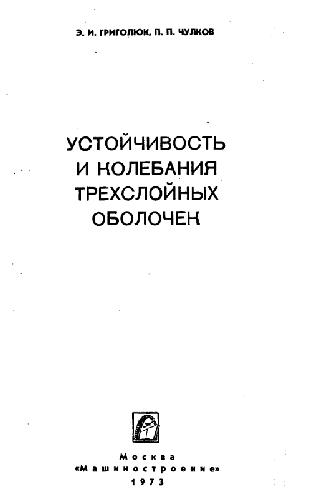 Э. И. ГРИГОЛЮК, П. П. ЧУЛКОВ
УСТОЙЧИВОСТЬ
И КОЛЕБАНИЯ
ТРЕХСЛОЙНЫХ
ОБОЛОЧЕК
Москва
«Машиностроение»
1973